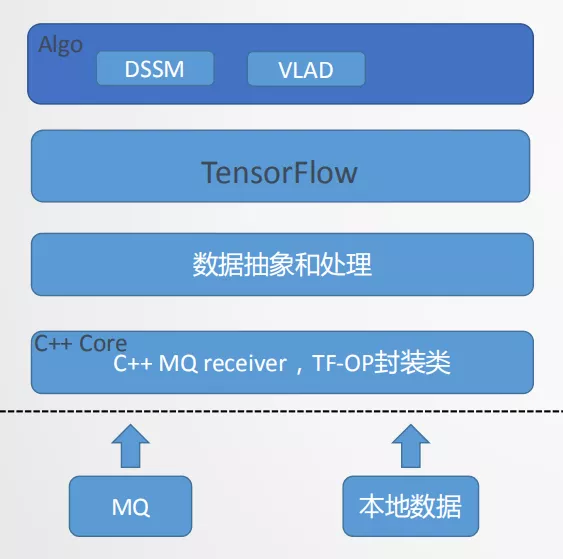 Algo
DSSM
VLAD
TensorFlow
数据抽象和处理
C++ Core
C++ MQ receiver，TF-OP封装类
MQ
本地数据